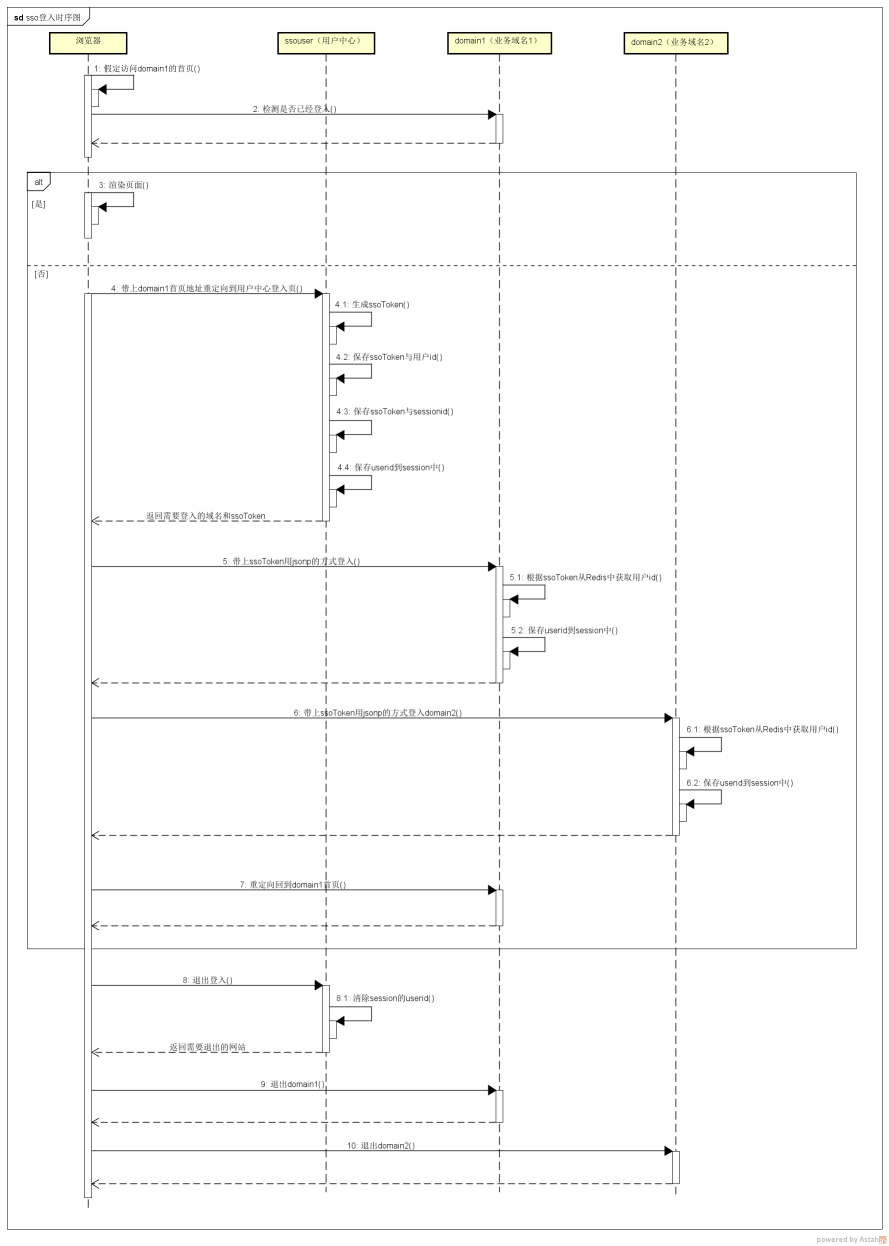 sd sso登入时序图
浏览器
ssouser（用户中心）
domain1（业务域名1）
domain2（业务域名2）
1: 假定访问domain1的首页()
2: 检测是否已经登入()
alt
3: 渲染页面()
[是]
[否]
4: 带上domain1首页地址重定向到用户中心登入页()
4.1: 生成ssoToken()
4.2: 保存ssoToken与用户id()
4.3: 保存ssoToken与sessionid()
4.4: 保存userid到session中()
返回需要登入的域名和ssoToken
5: 带上ssoToken用jsonp的方式登入()
5.1: 根据ssoToken从Redis中获取用户id()
5.2: 保存userid到session中()
6: 带上ssoToken用jsonp的方式登入domain2()
6.1: 根据ssoToken从Redis中获取用户id()
6.2: 保存userid到session中()
7: 重定向回到domain1首页()
8: 退出登入()
8.1: 清除session的userid()
返回需要退出的网站
9: 退出domain1()
10: 退出domain2()
powered by Astah